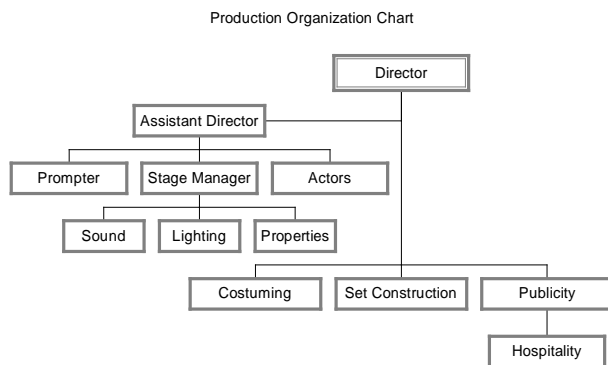 Production Organization Chart
Director
Assistant Director
Prompter
Stage Manager
Actors
Sound
Lighting
Properties
Costuming
Set Construction
Publicity
Hospitality